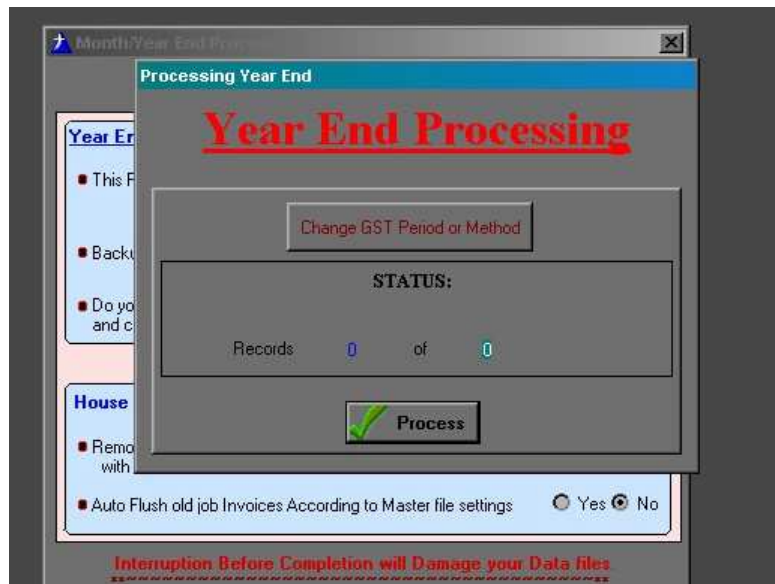 Month/Year End Proce
Processing Year End
Year End Processing
Year Er
This F
Change GST Period or Method
Backu
STATUS:
Do yo
and c
Records 0 of 0
House
Process
Remo
with
Auto Flush old job Invoices According to Master file settings Yes No
Interruption Before Completion will Damage your Data files